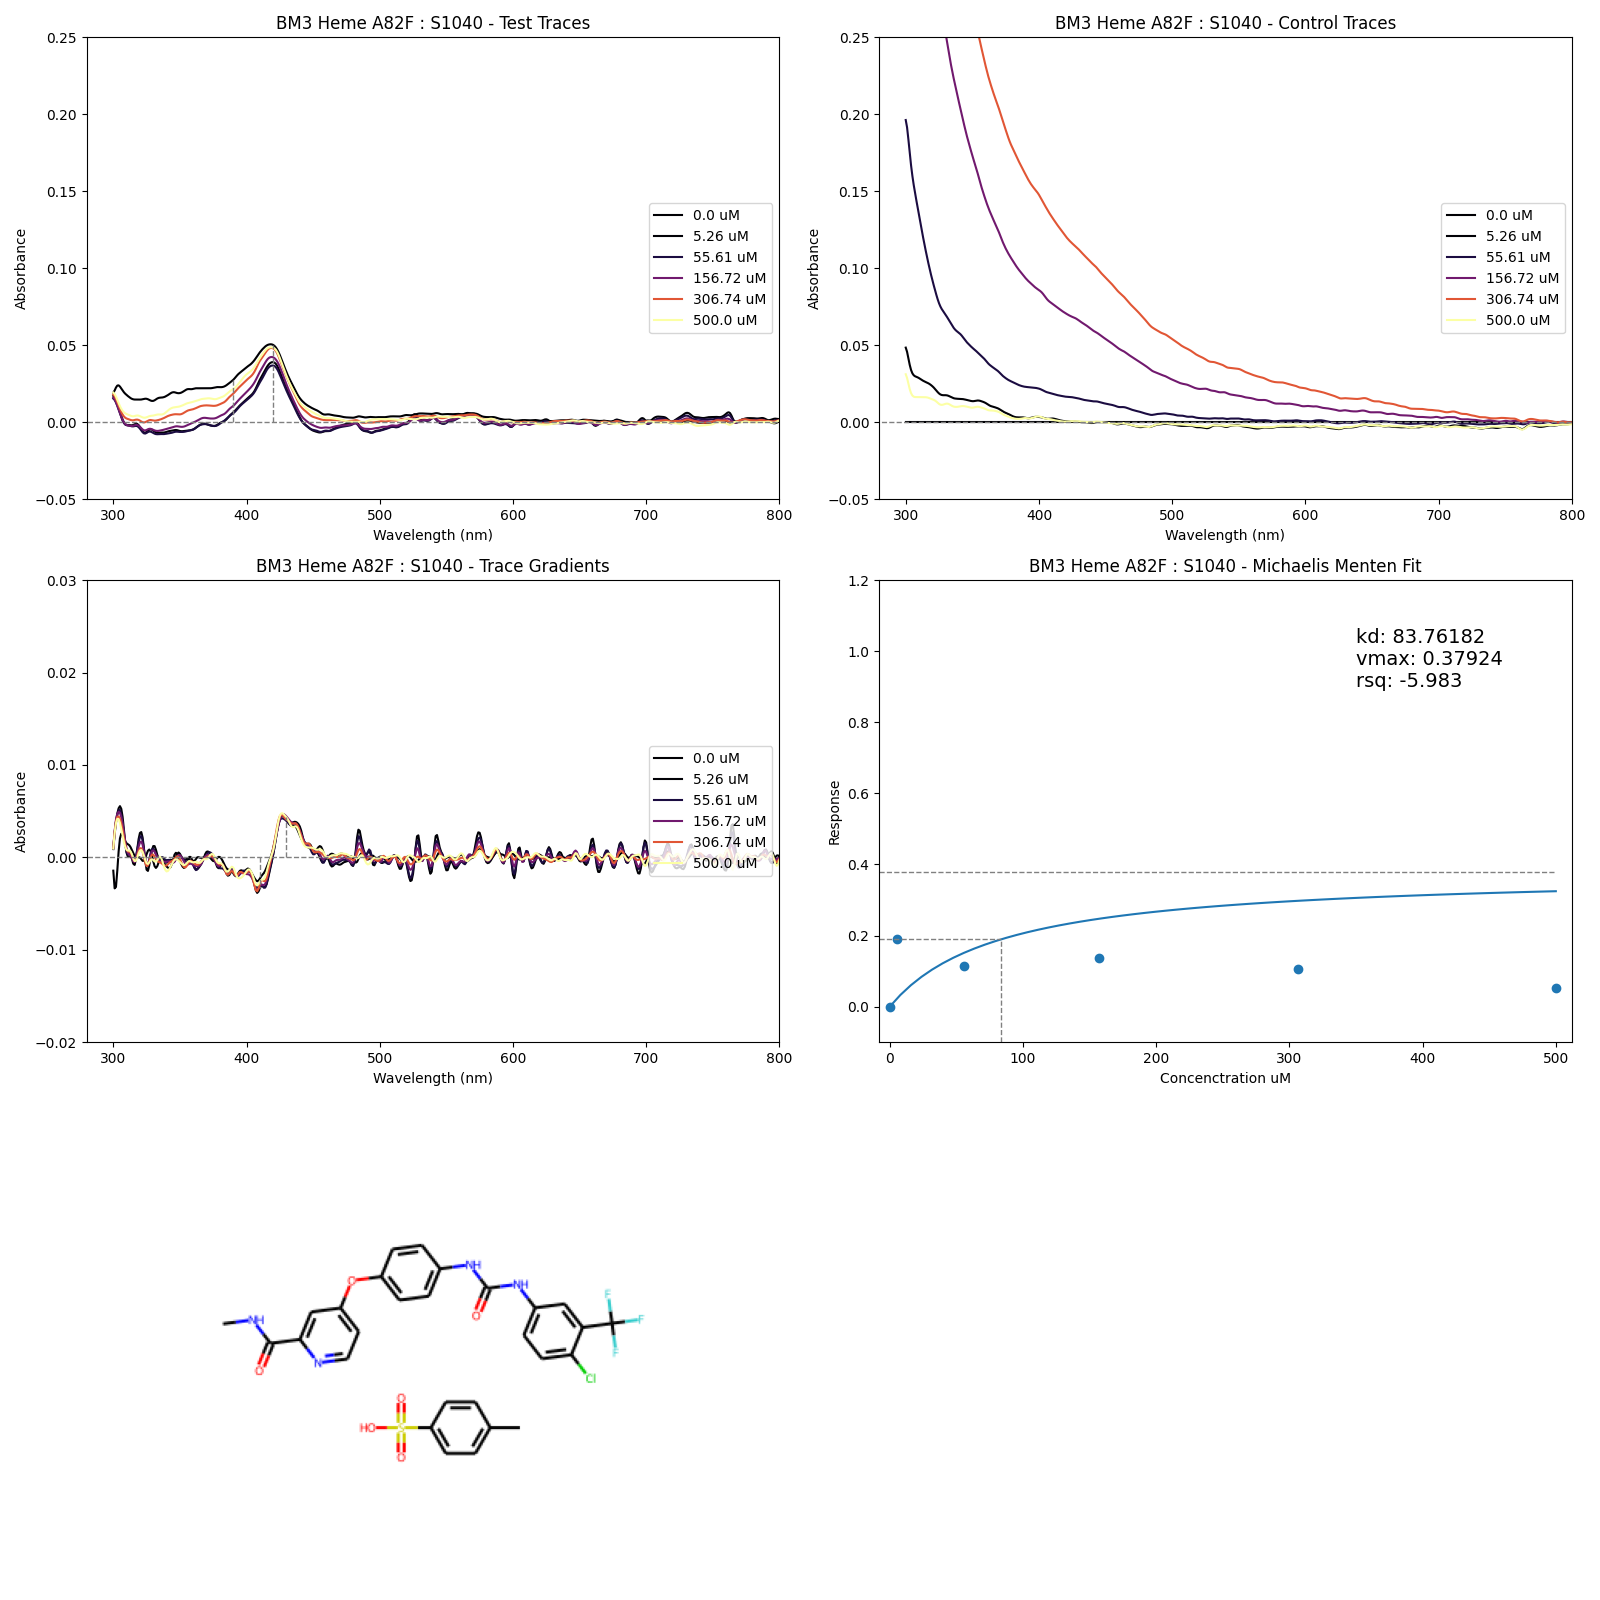 BM3 Heme A82F : S1040 - Test Traces
0.25
0.20
0.15
0.10
0.05
0.00
−0.05
Absorbance
300
400
500
600
700
800
Wavelength (nm)
0.0 uM
5.26 uM
55.61 uM
156.72 uM
306.74 uM
500.0 uM
BM3 Heme A82F : S1040 - Control Traces
0.25
0.20
0.15
0.10
0.05
0.00
−0.05
Absorbance
300
400
500
600
700
800
Wavelength (nm)
0.0 uM
5.26 uM
55.61 uM
156.72 uM
306.74 uM
500.0 uM
BM3 Heme A82F : S1040 - Trace Gradients
0.03
0.02
0.01
0.00
−0.01
−0.02
Absorbance
300
400
500
600
700
800
Wavelength (nm)
0.0 uM
5.26 uM
55.61 uM
156.72 uM
306.74 uM
500.0 uM
BM3 Heme A82F : S1040 - Michaelis Menten Fit
1.2
1.0
0.8
0.6
0.4
0.2
0.0
Response
kd: 83.76182
vmax: 0.37924
rsq: -5.983
0
100
200
300
400
500
Concenctration uM
NH
O
N
O
NH
O
NH
F
F
F
Cl
HO
O
S
O